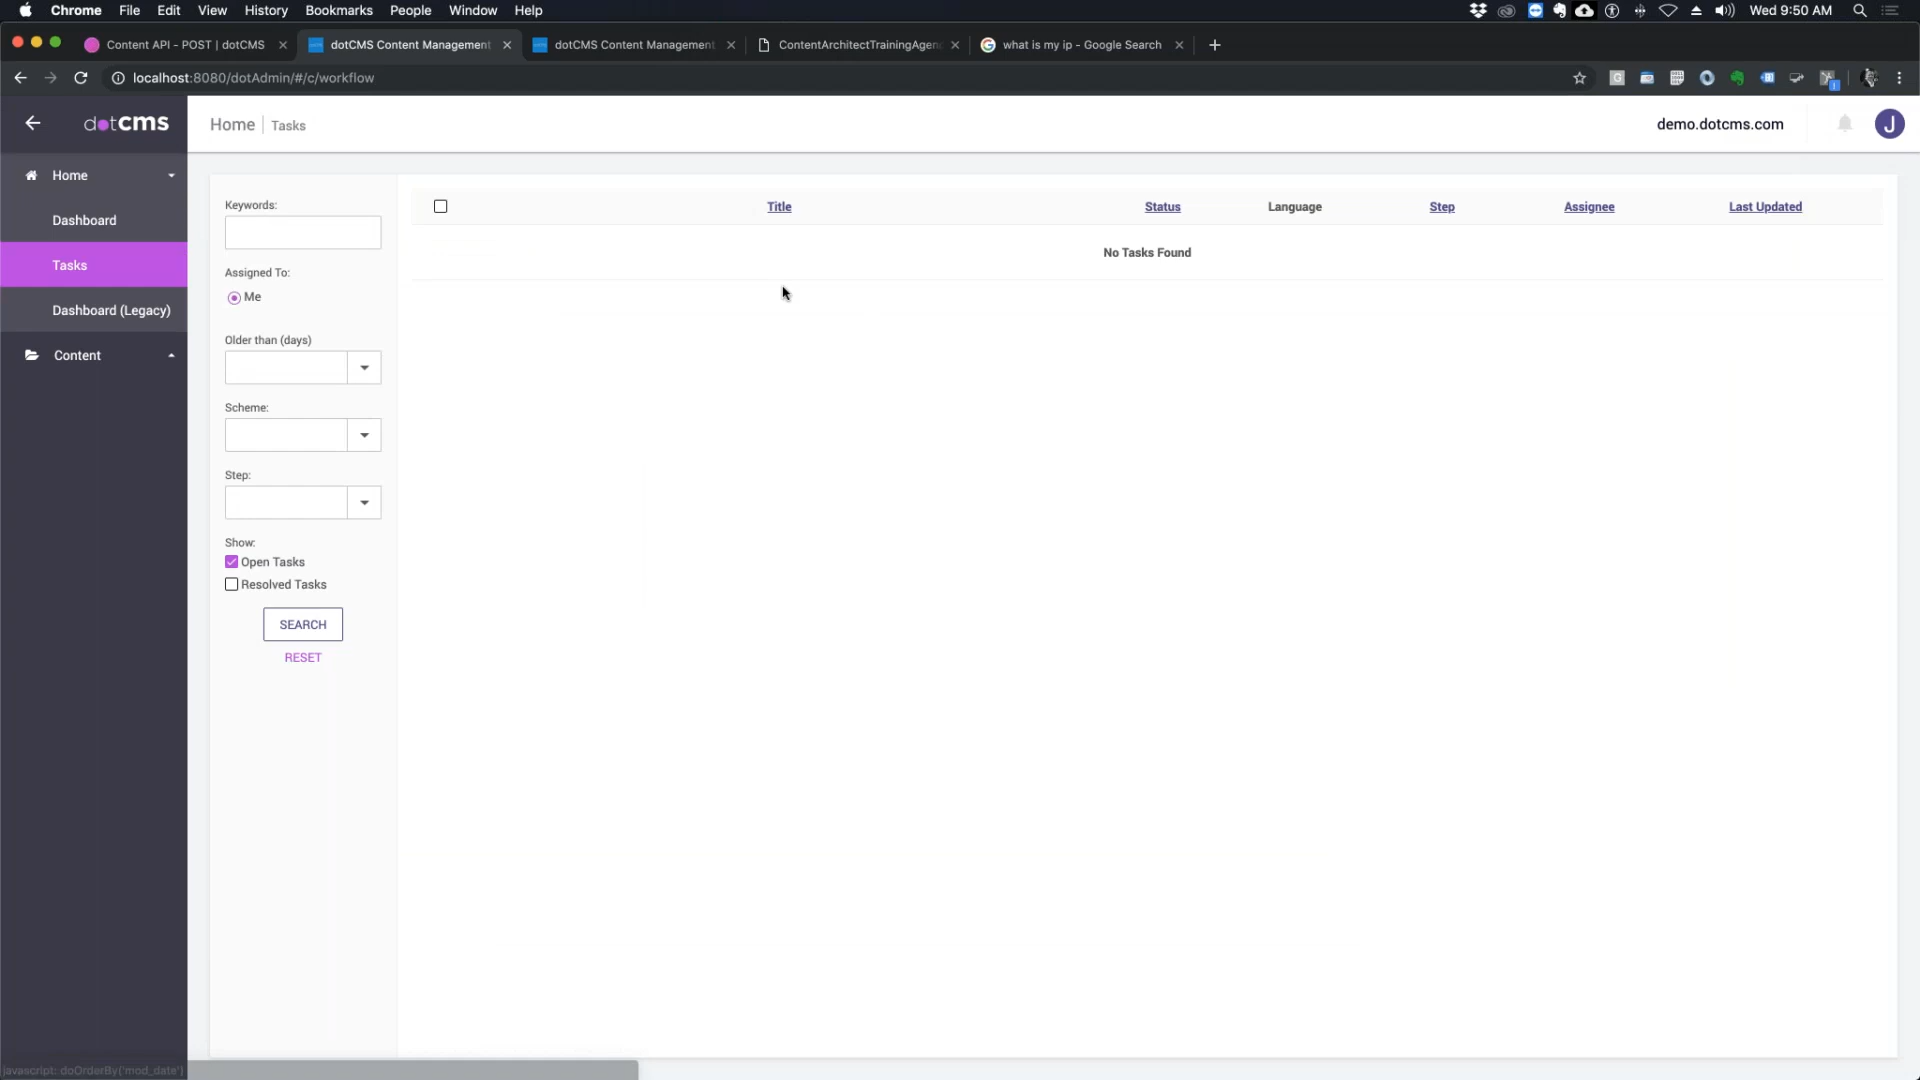 Chrome File Edit View History Bookmarks People Window Help Wed 9:50 AM
Content API - POST | dotCMS dotCMS Content Management dotCMS Content Management ContentArchitectTrainingAgen what is my ip - Google Search
localhost:8080/dotAdmin/#/c/workflow
dotCMS Home Tasks demo.dotcms.com J
Home
Dashboard
Tasks
Dashboard (Legacy)
Content
Keywords:
Assigned To:
Me
Older than (days)
Scheme:
Step:
Show:
Open Tasks
Resolved Tasks
SEARCH
RESET
Title Status Language Step Assignee Last Updated
No Tasks Found
javascript: doOrderBy('mod_date')